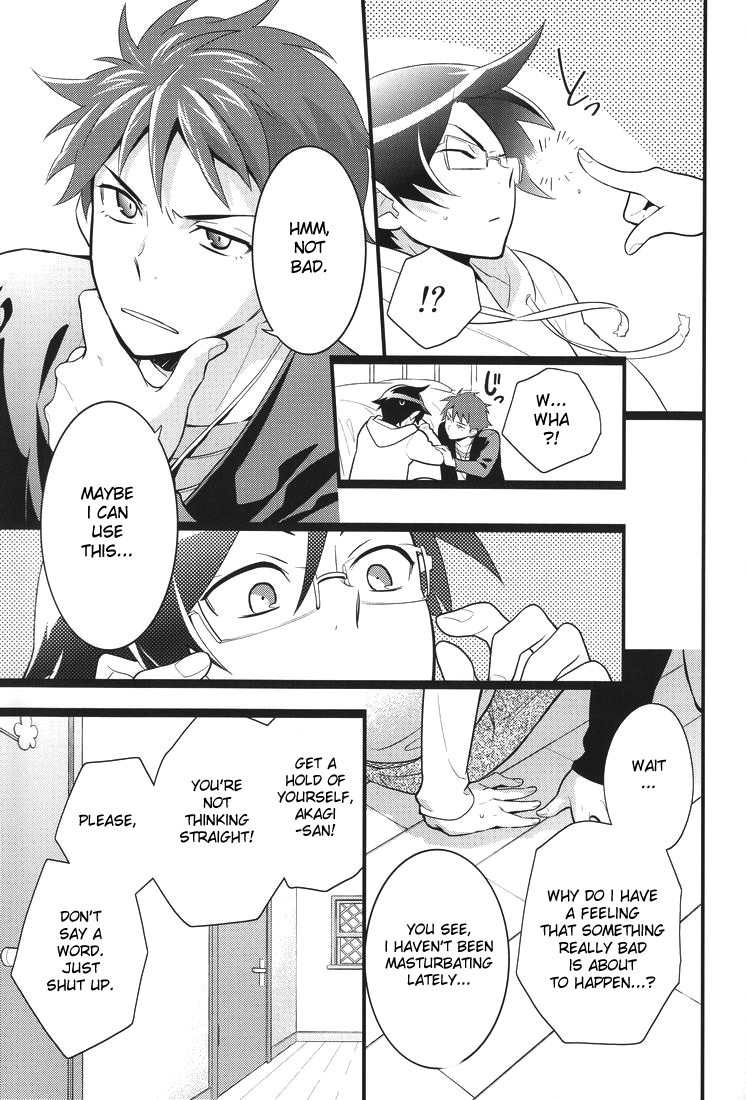 !?
HMM,
NOT
BAD.
じっ
W...
WHA
?!
MAYBE
I CAN
USE
THIS...
WAIT
...
WHY DO I HAVE
A FEELING
THAT SOMETHING
REALLY BAD
IS ABOUT
TO HAPPEN...?
YOU SEE,
I HAVEN'T BEEN
MASTURBATING
LATELY...
GET A
HOLD OF
YOURSELF,
AKAGI
-SAN!
YOU'RE
NOT
THINKING
STRAIGHT!
PLEASE,
DON'T
SAY A
WORD.
JUST
SHUT UP.